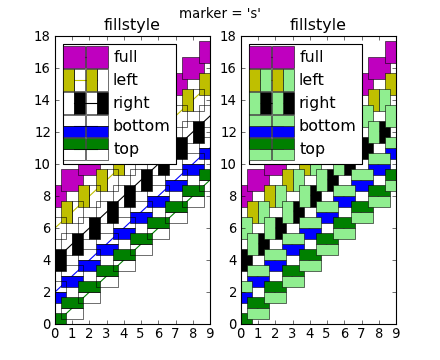 marker = 's'
fillstyle
fillstyle
18
16
14
12
10
8
6
4
2
0
full
left
right
bottom
top
0 1 2 3 4 5 6 7 8 9
18
16
14
12
10
8
6
4
2
0
full
left
right
bottom
top
0 1 2 3 4 5 6 7 8 9